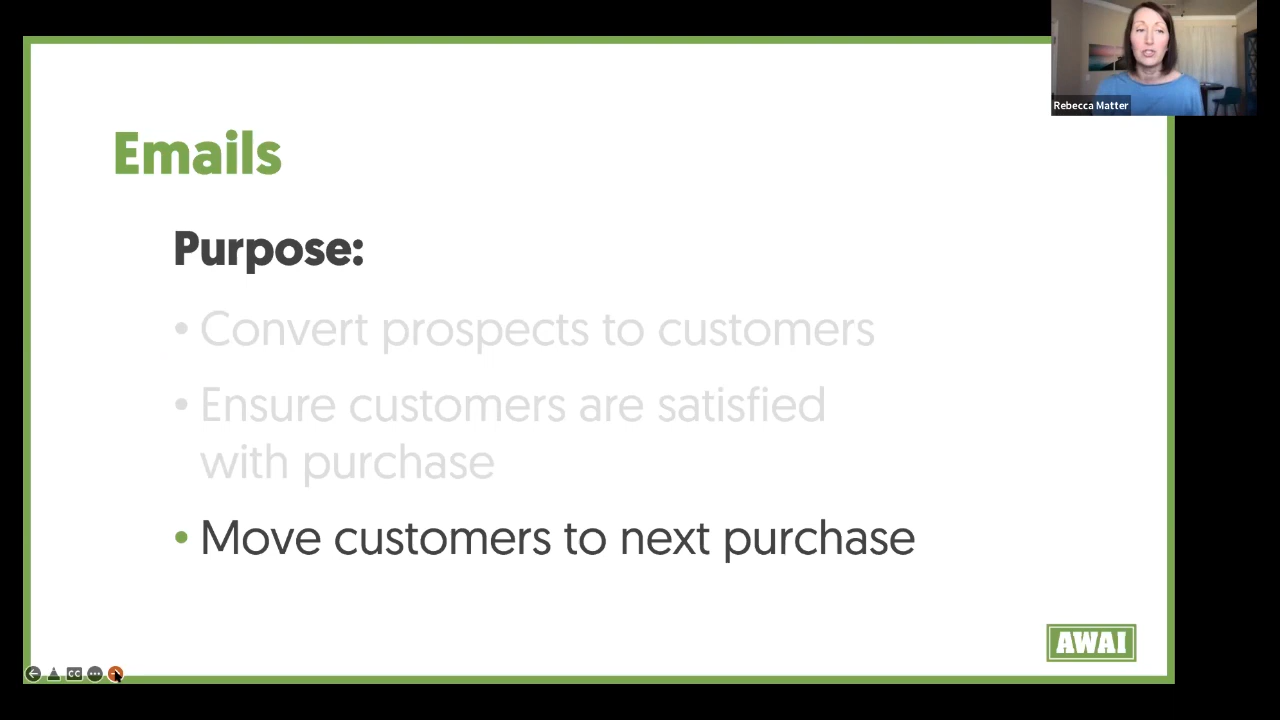 Rebecca Matter
Emails
Purpose:
• Convert prospects to customers
• Ensure customers are satisfied
with purchase
• Move customers to next purchase
AWAI
CC